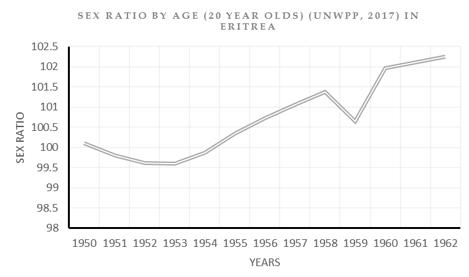 SEX RATIO BY AGE (20 YEAR OLDS) (UNWPP, 2017) IN
ERITREA
102.5
102
101.5
101
100.5
100
99.5
99
98.5
98
SEX RATIO
1950 1951 1952 1953 1954 1955 1956 1957 1958 1959 1960 1961 1962
YEARS